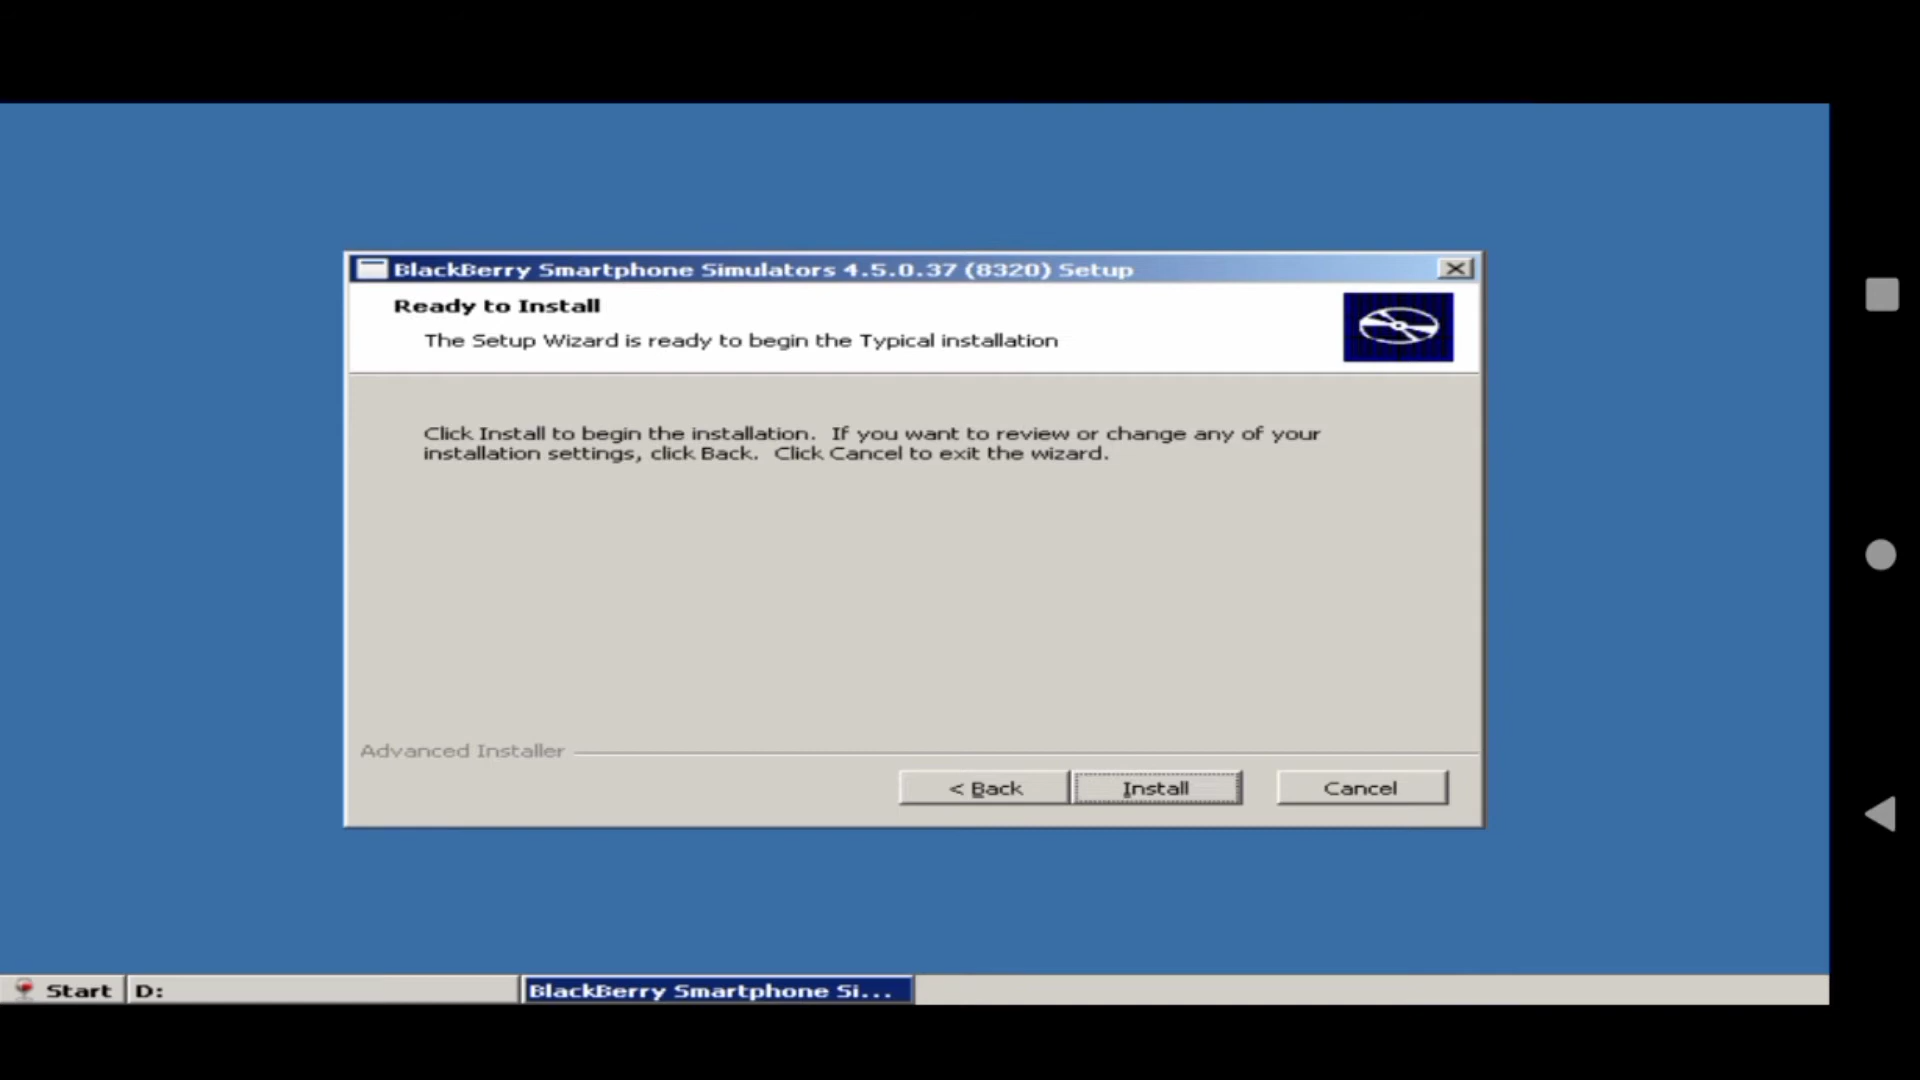 BlackBerry Smartphone Simulators 4.5.0.37 (8320) Setup
Ready to Install
The Setup Wizard is ready to begin the Typical installation
Click Install to begin the installation.  If you want to review or change any of your
installation settings, click Back.  Click Cancel to exit the wizard.
Advanced Installer
< Back
Install
Cancel
Start
D:
BlackBerry Smartphone Si...